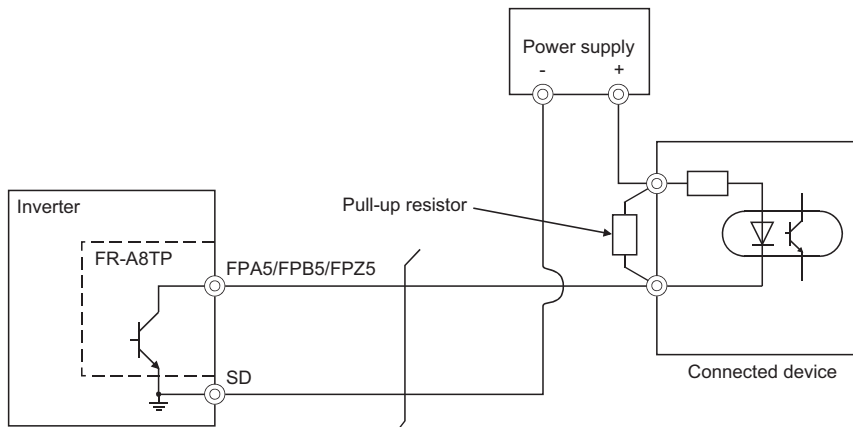 Power supply
- +
Inverter
Pull-up resistor
FR-A8TP
FPA5/FPB5/FPZ5
SD
Connected device